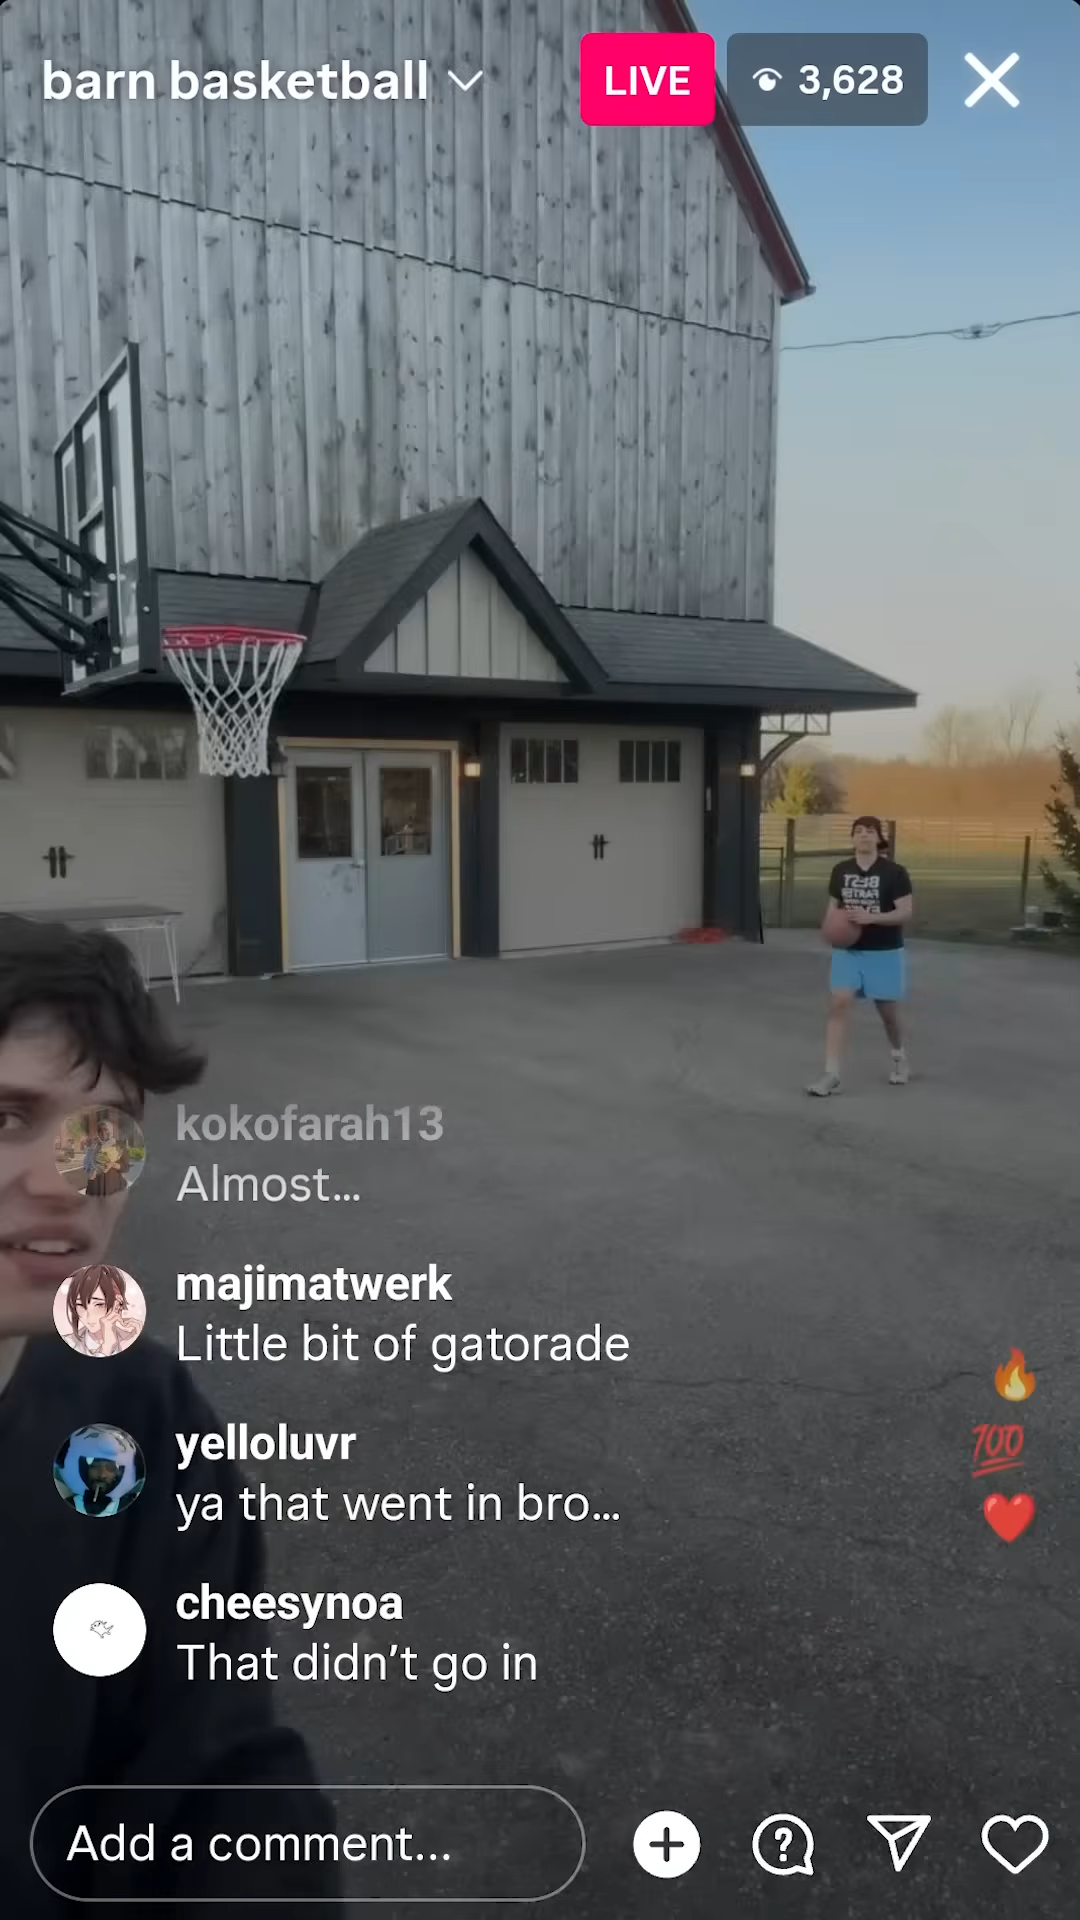 barn basketball
LIVE
3,628
kokofarah13
Almost...
majimatwerk
Little bit of gatorade
yelloluvr
ya that went in bro...
cheesynoa
That didn't go in
Add a comment...